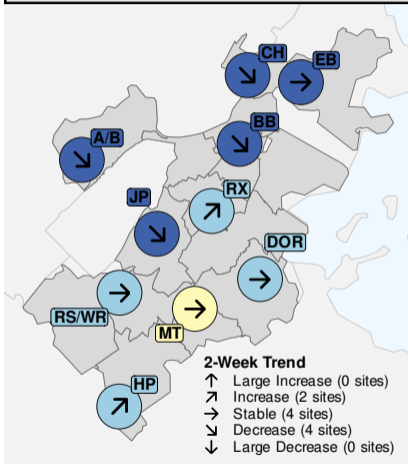 CH
EB
BB
A/B
RX
JP
DOR
RS/WR
MT
HP
2-Week Trend
↑ Large Increase (0 sites)
↗ Increase (2 sites)
→ Stable (4 sites)
↘ Decrease (4 sites)
↓ Large Decrease (0 sites)